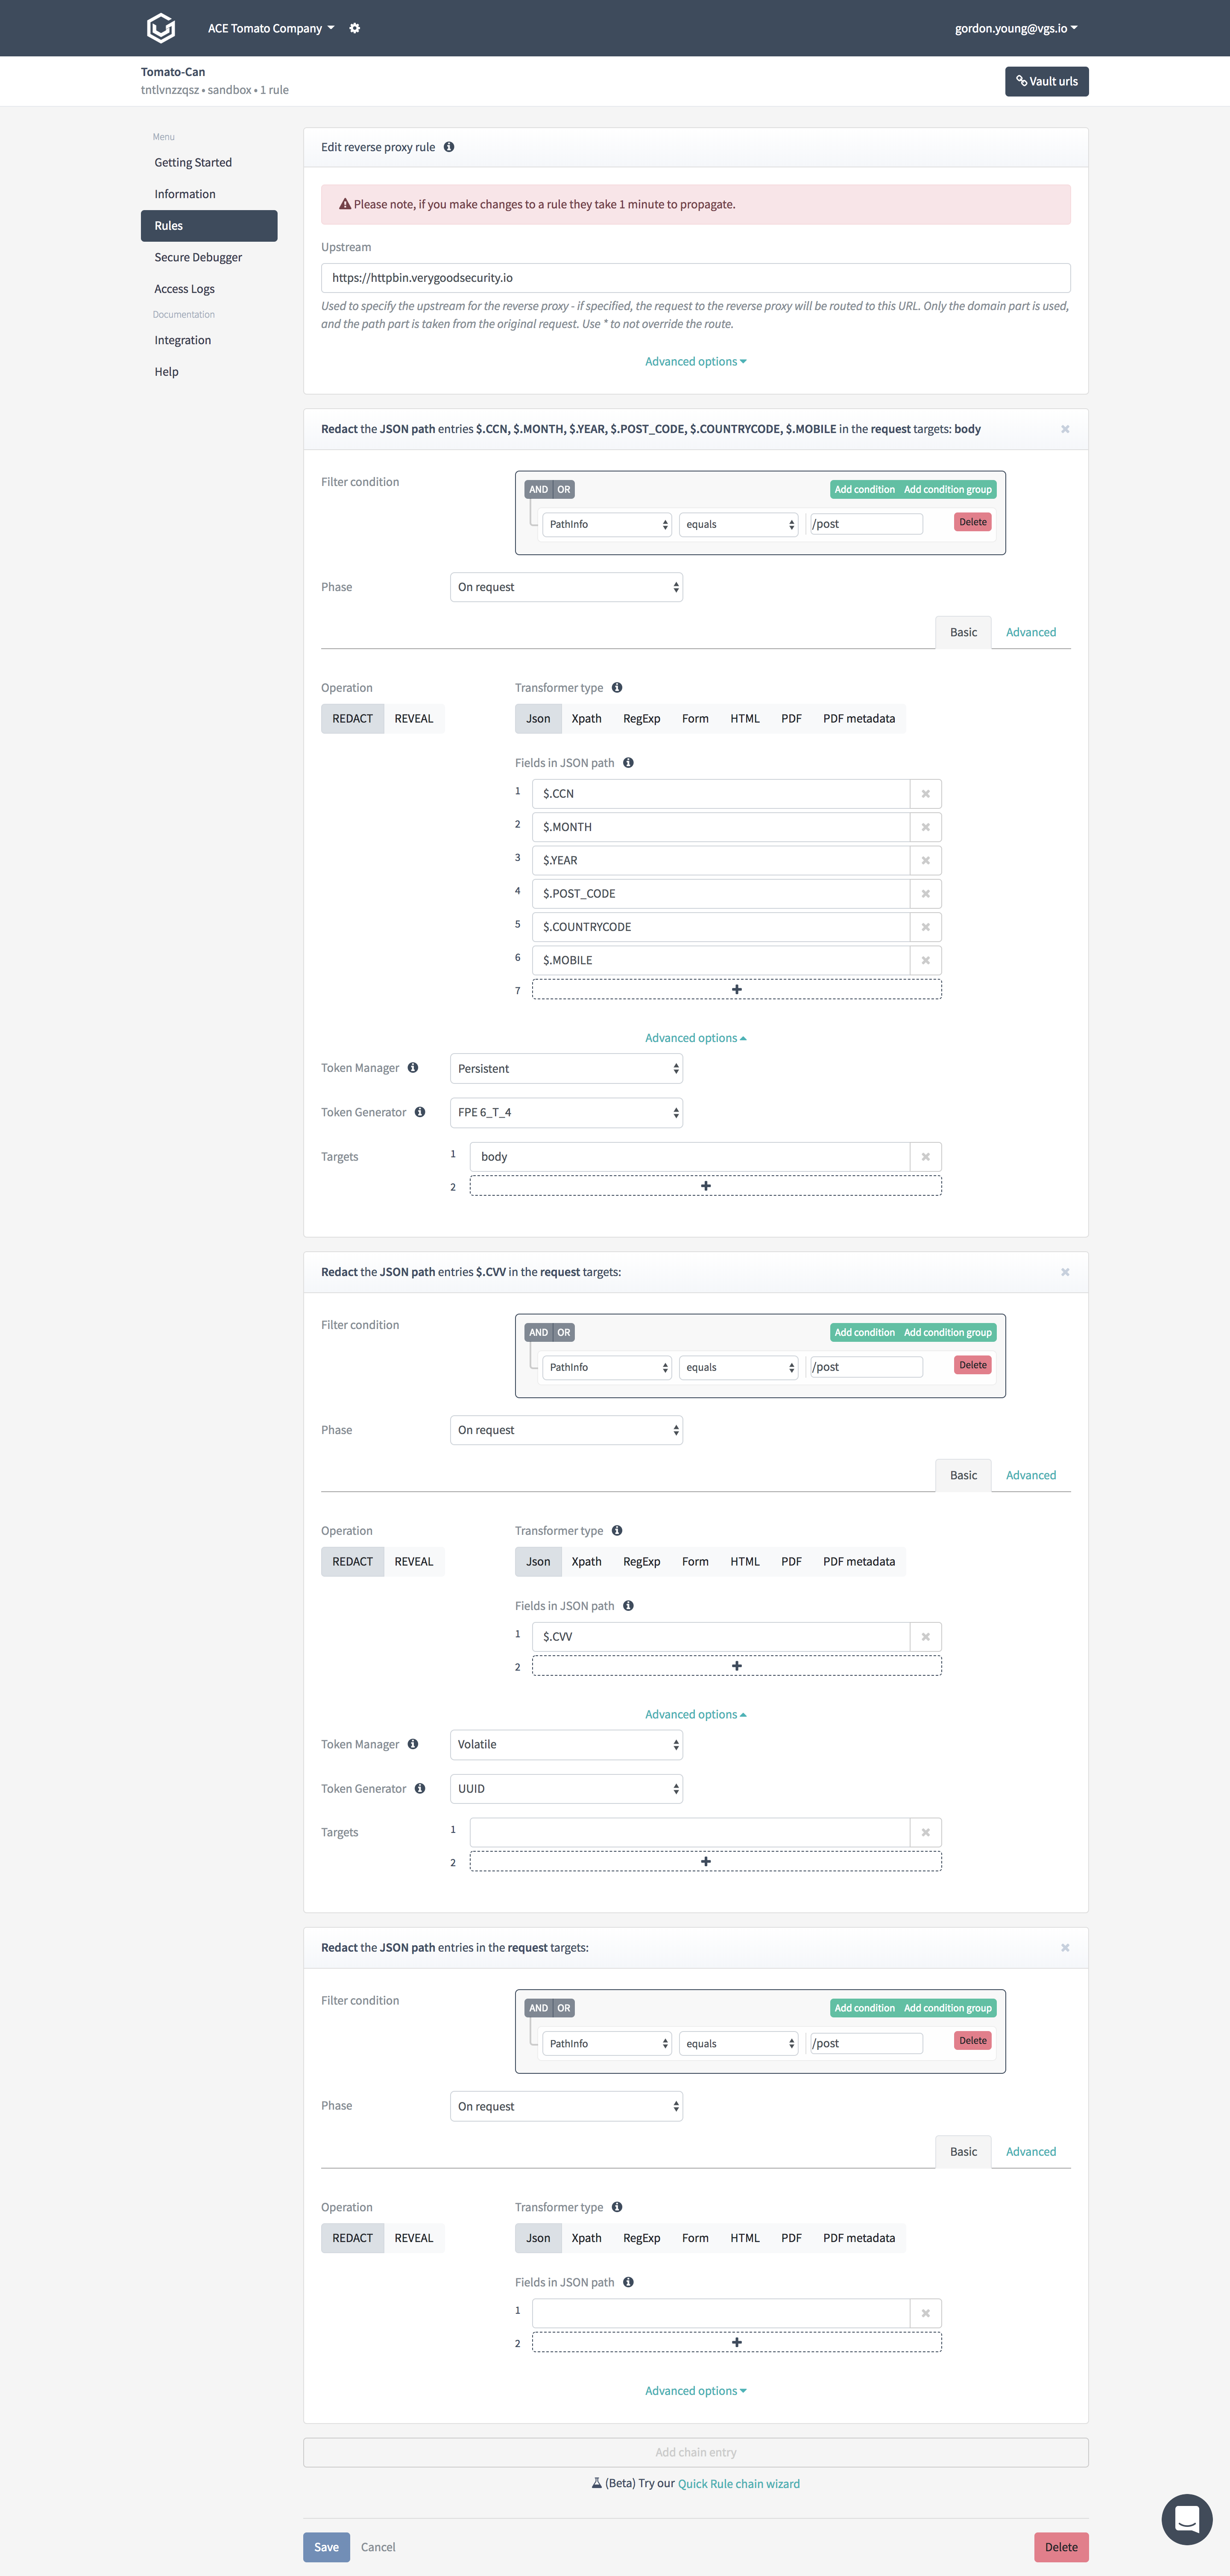 ACE Tomato Company
gordon.young@vgs.io
Tomato-Can
tntlvnzzqsz • sandbox • 1 rule
Vault urls
Menu
Getting Started
Information
Rules
Secure Debugger
Access Logs
Documentation
Integration
Help
Edit reverse proxy rule
Please note, if you make changes to a rule they take 1 minute to propagate.
Upstream
https://httpbin.verygoodsecurity.io
Used to specify the upstream for the reverse proxy - if specified, the request to the reverse proxy will be routed to this URL. Only the domain part is used,
and the path part is taken from the original request. Use * to not override the route.
Advanced options
Redact the JSON path entries $.CCN, $.MONTH, $.YEAR, $.POST_CODE, $.COUNTRYCODE, $.MOBILE in the request targets: body
Filter condition
AND OR Add condition Add condition group
PathInfo equals /post Delete
Phase On request
Basic Advanced
Operation Transformer type
REDACT REVEAL Json Xpath RegExp Form HTML PDF PDF metadata
Fields in JSON path
1 $.CCN
2 $.MONTH
3 $.YEAR
4 $.POST_CODE
5 $.COUNTRYCODE
6 $.MOBILE
7
Advanced options
Token Manager Persistent
Token Generator FPE 6_T_4
Targets 1 body
2
Redact the JSON path entries $.CVV in the request targets:
Filter condition
AND OR Add condition Add condition group
PathInfo equals /post Delete
Phase On request
Basic Advanced
Operation Transformer type
REDACT REVEAL Json Xpath RegExp Form HTML PDF PDF metadata
Fields in JSON path
1 $.CVV
2
Advanced options
Token Manager Volatile
Token Generator UUID
Targets 1
2
Redact the JSON path entries in the request targets:
Filter condition
AND OR Add condition Add condition group
PathInfo equals /post Delete
Phase On request
Basic Advanced
Operation Transformer type
REDACT REVEAL Json Xpath RegExp Form HTML PDF PDF metadata
Fields in JSON path
1
2
Advanced options
Add chain entry
(Beta) Try our Quick Rule chain wizard
Save Cancel Delete